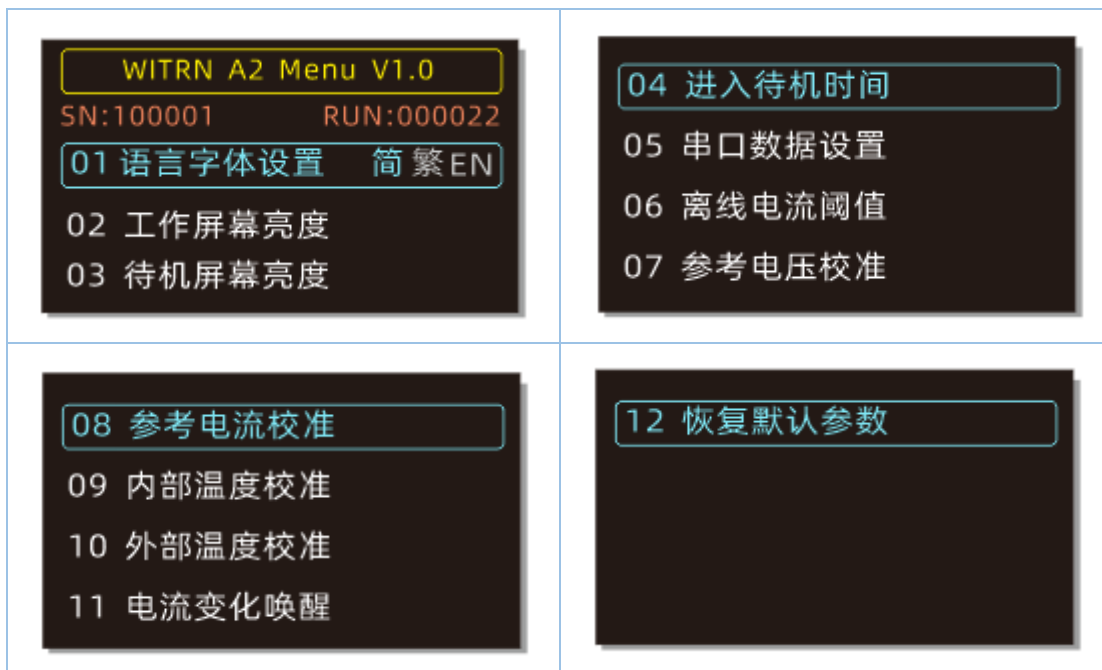 WITRN A2 Menu V1.0
SN:100001 RUN:000022
01 语言字体设置 简 繁 EN
02 工作屏幕亮度
03 待机屏幕亮度
04 进入待机时间
05 串口数据设置
06 离线电流阈值
07 参考电压校准
08 参考电流校准
09 内部温度校准
10 外部温度校准
11 电流变化唤醒
12 恢复默认参数